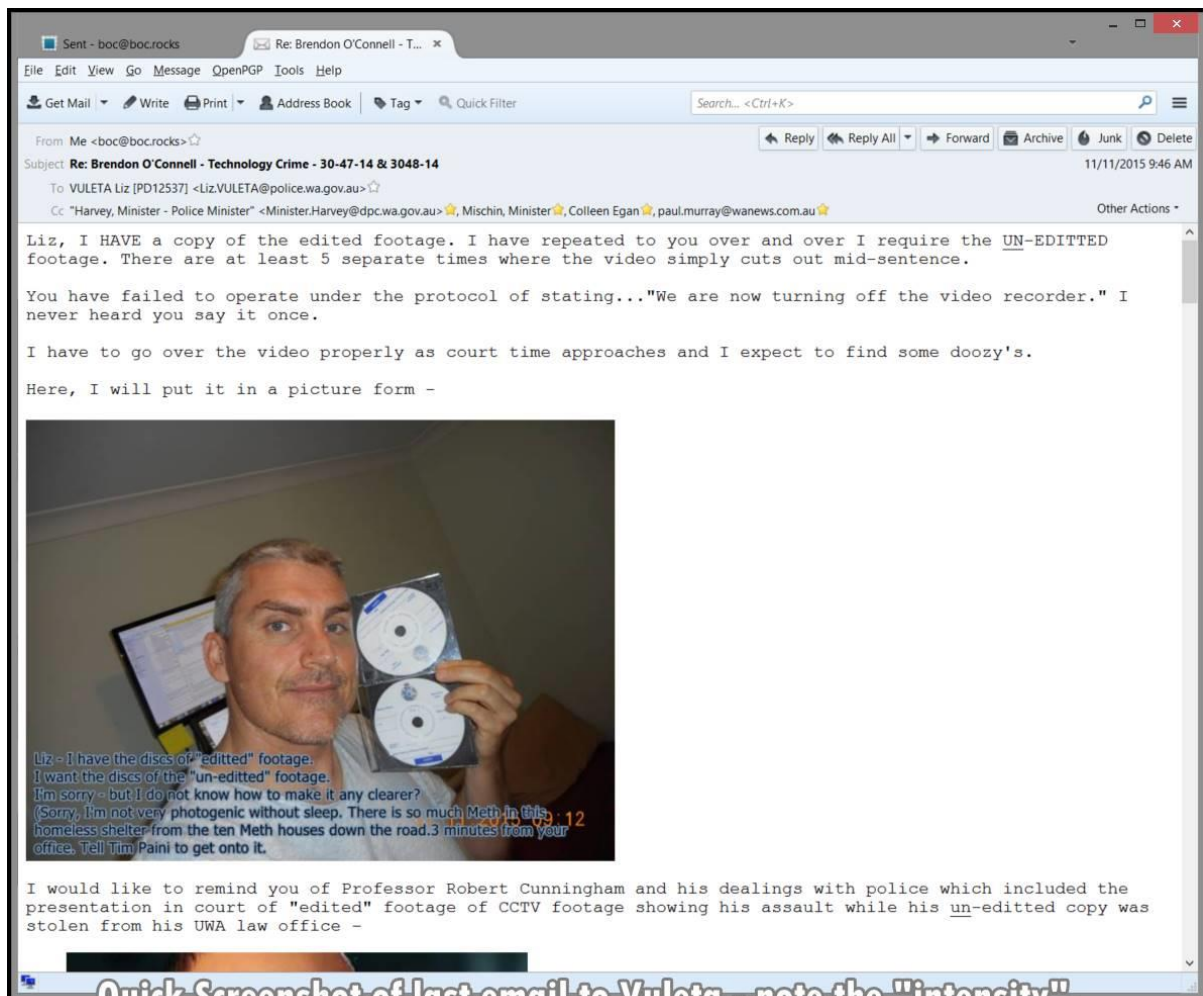 Sent - boc@boc.rocks
Re: Brendon O'Connell - T...
File Edit View Go Message OpenPGP Tools Help
Get Mail Write Print Address Book Tag Quick Filter Search... <Ctrl+K>
From Me <boc@boc.rocks>
Reply Reply All Forward Archive Junk Delete
Subject Re: Brendon O'Connell - Technology Crime - 30-47-14 & 3048-14
11/11/2015 9:46 AM
To VULETA Liz [PD12537] <Liz.VULETA@police.wa.gov.au>
Cc "Harvey, Minister - Police Minister" <Minister.Harvey@dpc.wa.gov.au>, Mischin, Minister, Colleen Egan, paul.murray@wanews.com.au
Other Actions
Liz, I HAVE a copy of the edited footage. I have repeated to you over and over I require the UN-EDITTED
footage. There are at least 5 separate times where the video simply cuts out mid-sentence.
You have failed to operate under the protocol of stating..."We are now turning off the video recorder." I
never heard you say it once.
I have to go over the video properly as court time approaches and I expect to find some doozy's.
Here, I will put it in a picture form -
Liz - I have the discs of "editted" footage.
I want the discs of the "un-editted" footage.
I'm sorry - but I do not know how to make it any clearer?
(Sorry, I'm not very photogenic without sleep. There is so much Meth in this
homeless shelter from the ten Meth houses down the road.3 minutes from your
office. Tell Tim Paini to get onto it.
11 2015 09:12
I would like to remind you of Professor Robert Cunningham and his dealings with police which included the
presentation in court of "edited" footage of CCTV footage showing his assault while his un-editted copy was
stolen from his UWA law office -
Quick Screenshot of last email to Vuleta - note the "intensity"